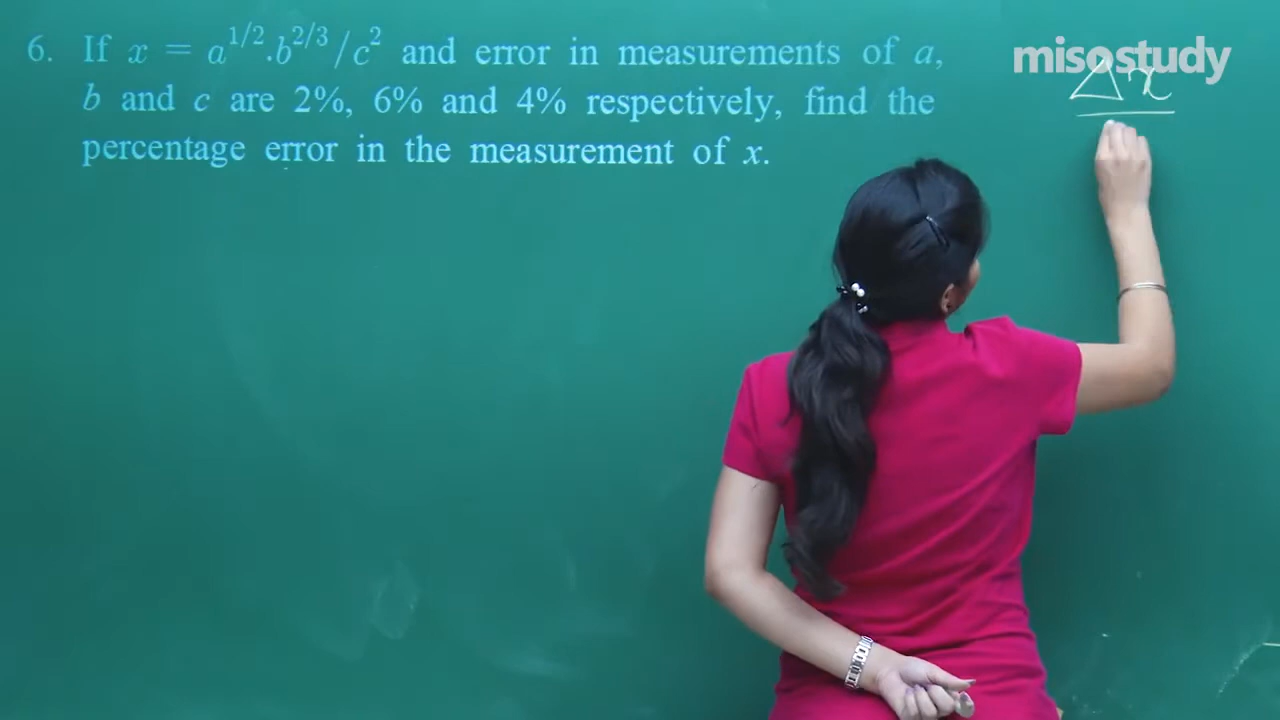 6. If x = a^{1/2}.b^{2/3}/c^2 and error in measurements of a,
b and c are 2%, 6% and 4% respectively, find the
percentage error in the measurement of x.
misostudy
Δx